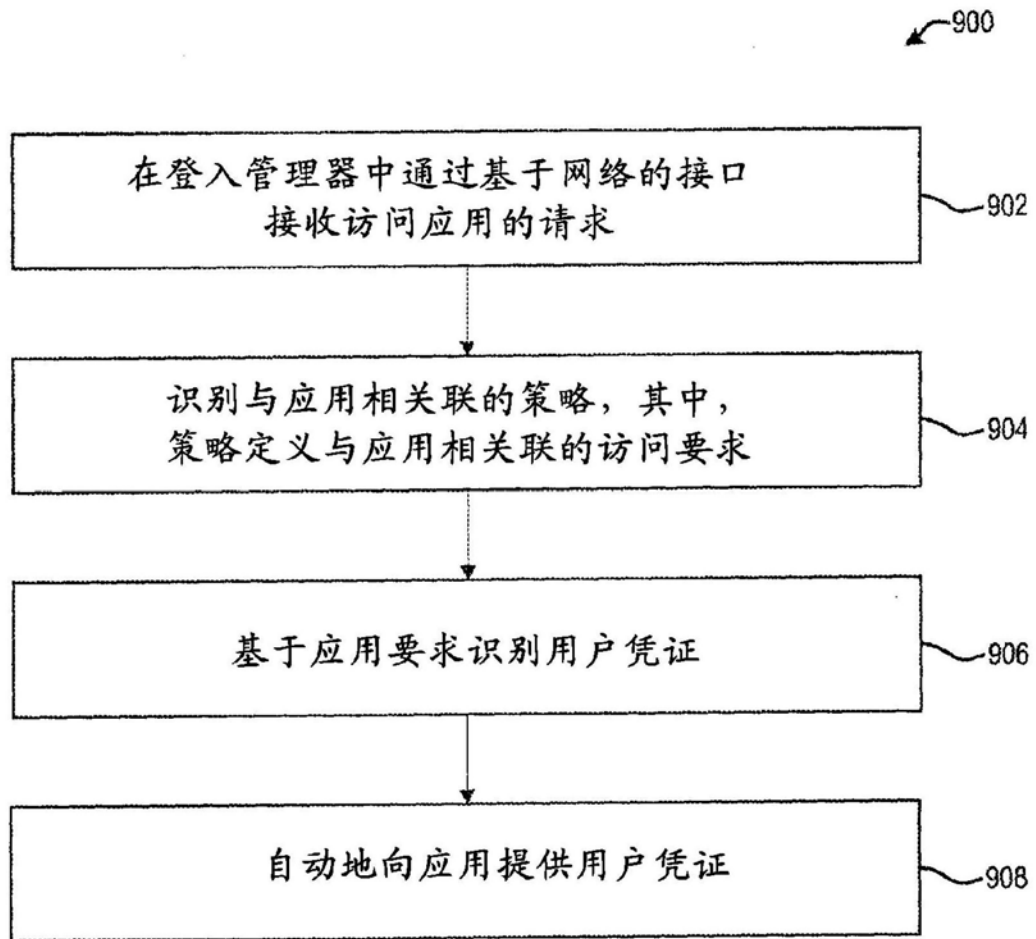 900
在登入管理器中通过基于网络的接口
接收访问应用的请求
902
识别与应用相关联的策略，其中，
策略定义与应用相关联的访问要求
904
基于应用要求识别用户凭证
906
自动地向应用提供用户凭证
908